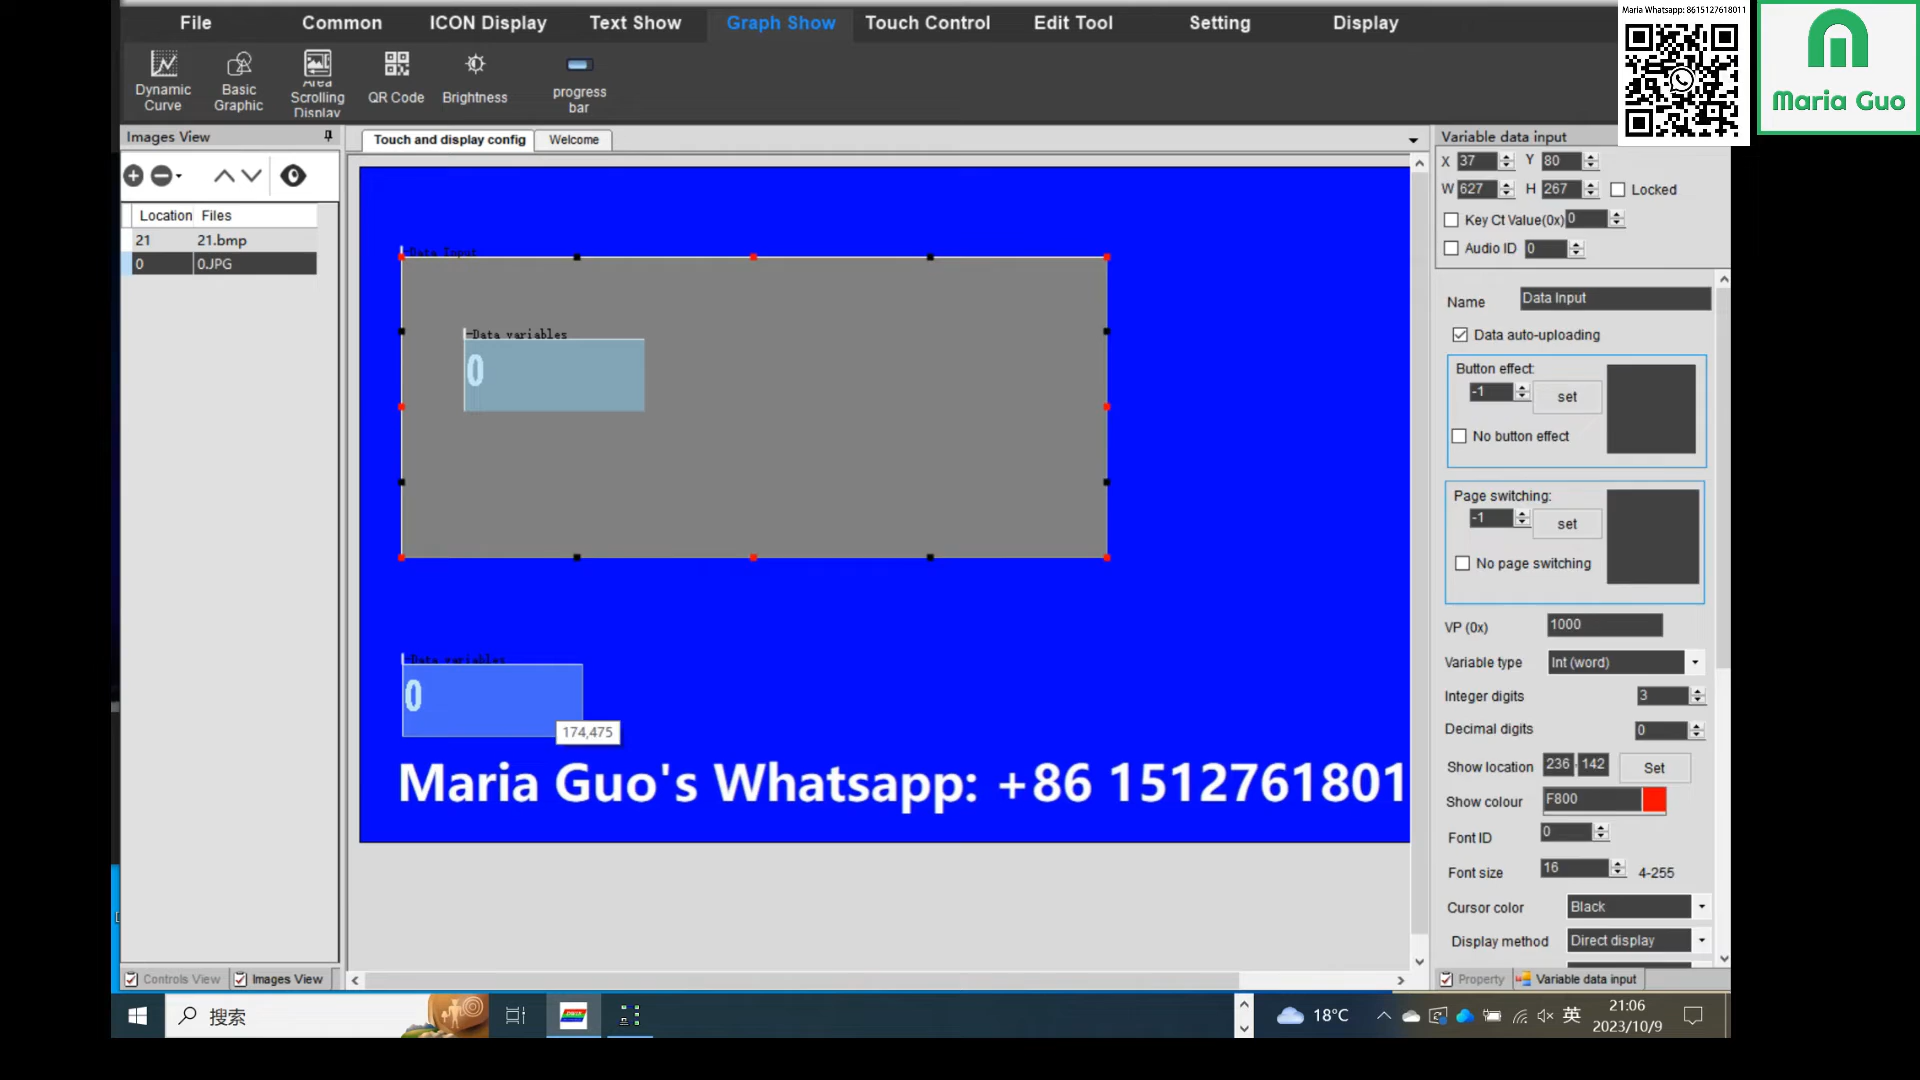 File Common ICON Display Text Show Graph Show Touch Control Edit Tool Setting Display
Maria Whatsapp: 8615127618011
Maria Guo
Dynamic Curve
Basic Graphic
Area Scrolling Display
QR Code
Brightness
progress bar
Images View
Touch and display config
Welcome
Variable data input
X 37 Y 80
W 627 H 267 Locked
Key Ct Value(0x) 0
Audio ID 0
Location Files
21 21.bmp
0 0.JPG
Data Input
-Data variables
0
-Data variables
0
174,475
Maria Guo's Whatsapp: +86 1512761801
Name Data Input
Data auto-uploading
Button effect:
-1 set
No button effect
Page switching:
-1 set
No page switching
VP (0x) 1000
Variable type Int (word)
Integer digits 3
Decimal digits 0
Show location 236 142 Set
Show colour F800
Font ID 0
Font size 16 4-255
Cursor color Black
Display method Direct display
Controls View
Images View
Property
Variable data input
搜索
18°C
英
21:06
2023/10/9